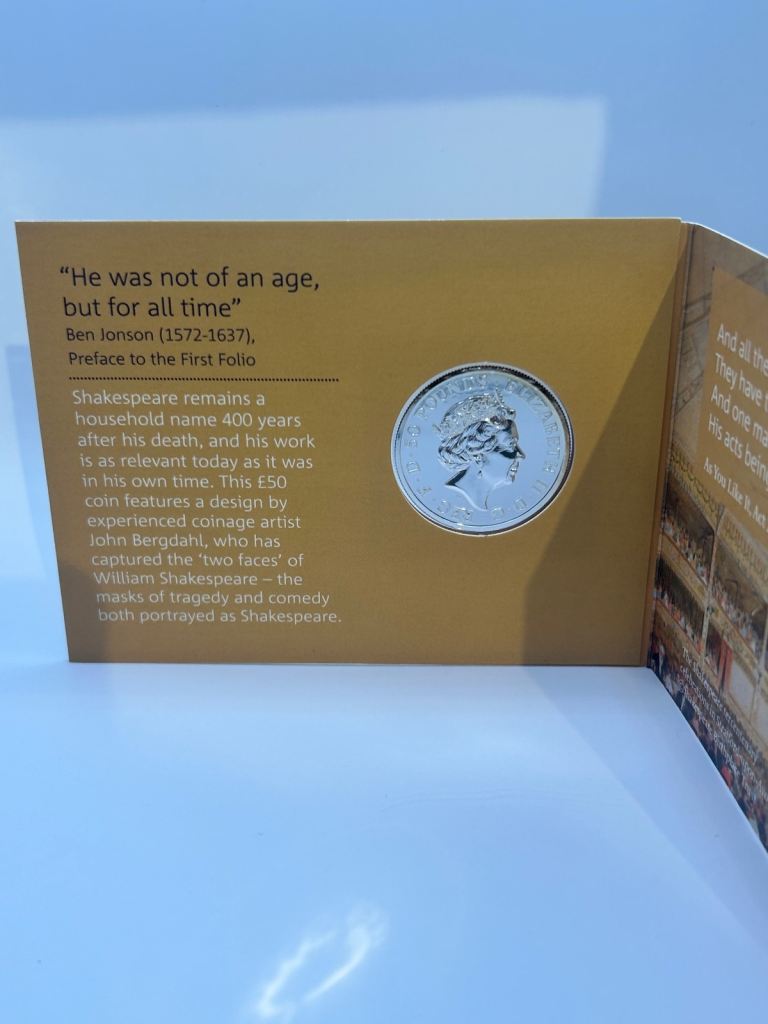 “He was not of an age,
but for all time”
Ben Jonson (1572-1637),
Preface to the First Folio
Shakespeare remains a
household name 400 years
after his death, and his work
is as relevant today as it was
in his own time. This £50
coin features a design by
experienced coinage artist
John Bergdahl, who has
captured the ‘two faces’ of
William Shakespeare – the
masks of tragedy and comedy
both portrayed as Shakespeare.
ELIZABETH II · D · G · REG · F · D · 50 POUNDS ·
And all the
They have t
And one ma
His acts being
As You Like It, Act